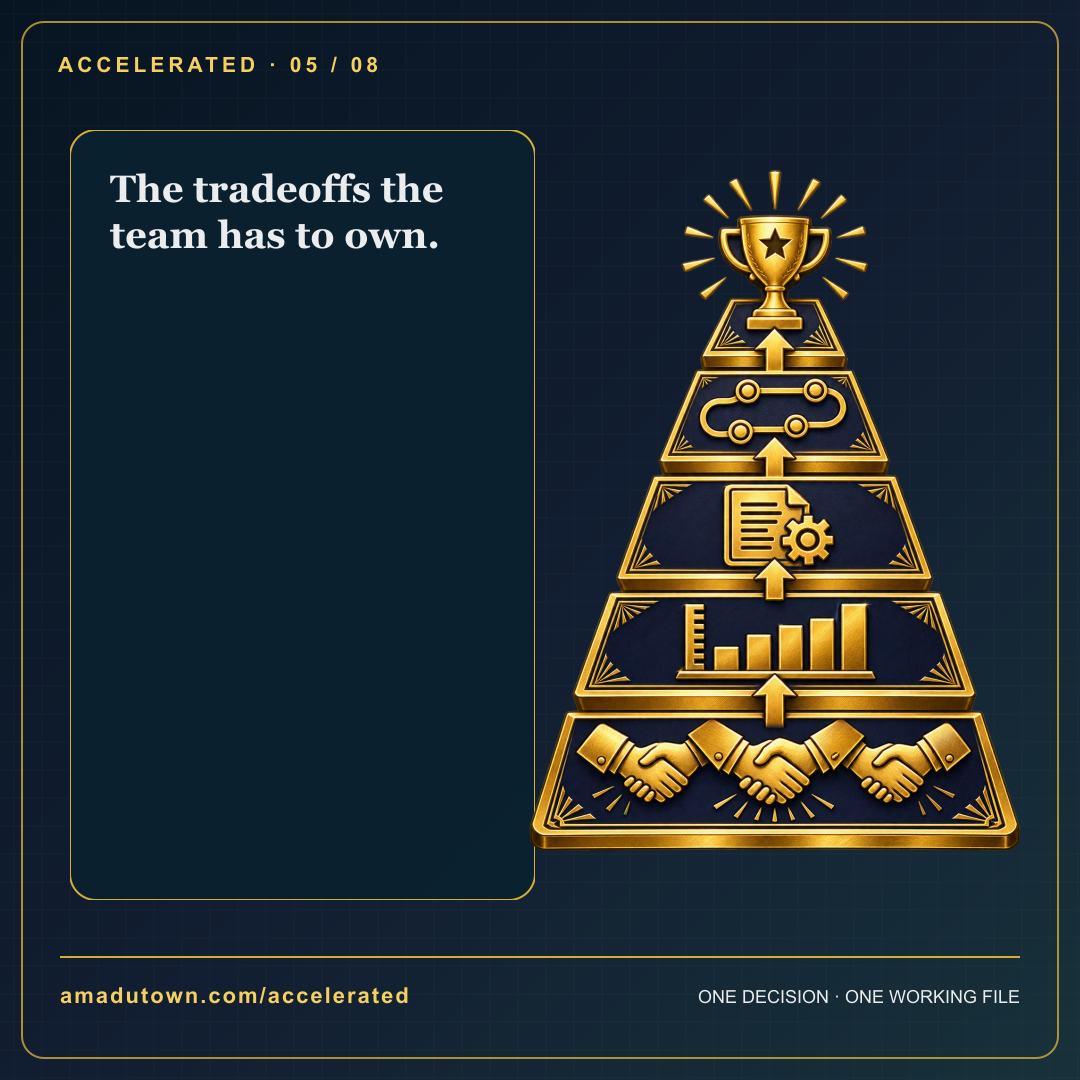 ACCELERATED · 05 / 08
The tradeoffs the
team has to own.
amadutown.com/accelerated
ONE DECISION · ONE WORKING FILE